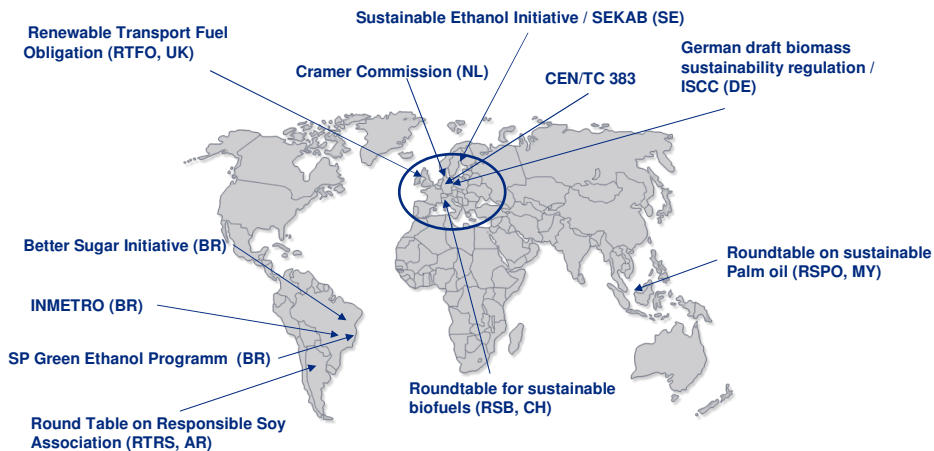 Sustainable Ethanol Initiative / SEKAB (SE)
Renewable Transport Fuel
Obligation (RTFO, UK)
German draft biomass
sustainability regulation /
ISCC (DE)
Cramer Commission (NL)
CEN/TC 383
Better Sugar Initiative (BR)
Roundtable on sustainable
Palm oil (RSPO, MY)
INMETRO (BR)
SP Green Ethanol Programm (BR)
Roundtable for sustainable
biofuels (RSB, CH)
Round Table on Responsible Soy
Association (RTRS, AR)